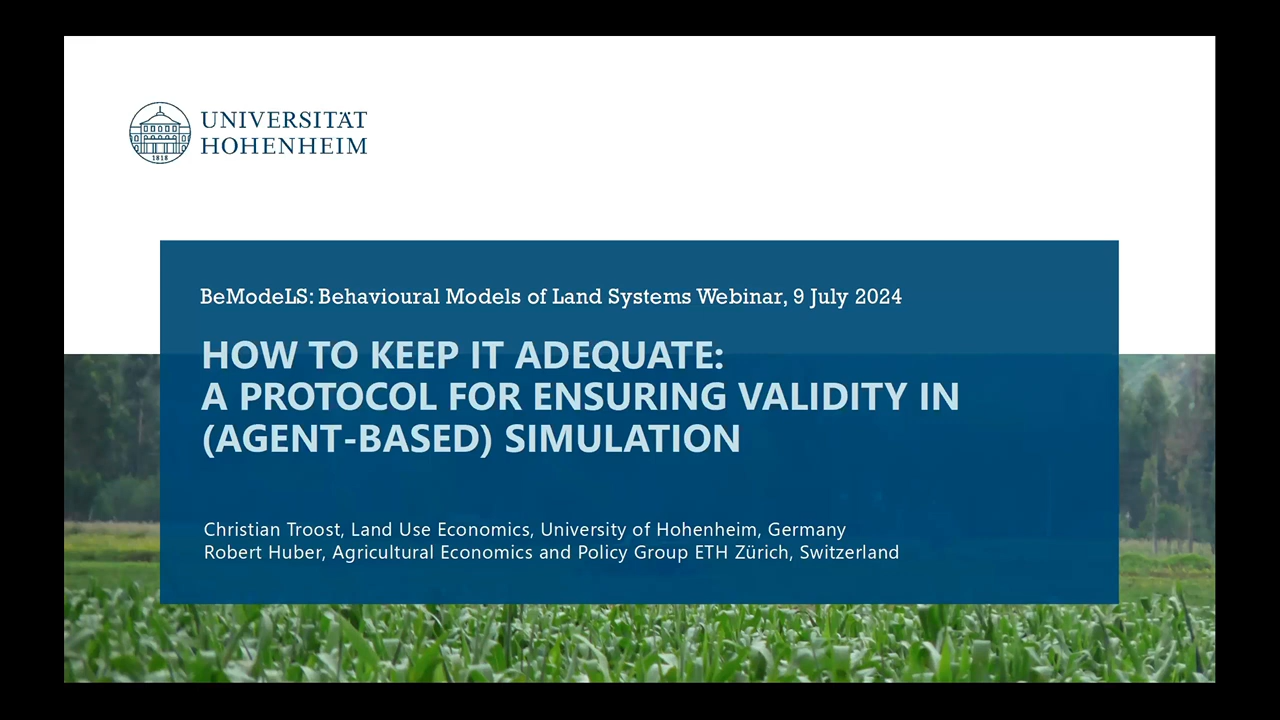 UNIVERSITÄT
HOHENHEIM
1818
BeModeLS: Behavioural Models of Land Systems Webinar, 9 July 2024
HOW TO KEEP IT ADEQUATE:
A PROTOCOL FOR ENSURING VALIDITY IN
(AGENT-BASED) SIMULATION
Christian Troost, Land Use Economics, University of Hohenheim, Germany
Robert Huber, Agricultural Economics and Policy Group ETH Zürich, Switzerland